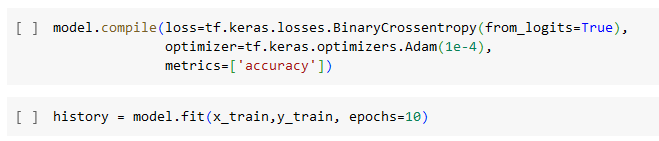 [ ] model.compile(loss=tf.keras.losses.BinaryCrossentropy(from_logits=True),
optimizer=tf.keras.optimizers.Adam(1e-4),
metrics=['accuracy'])
[ ] history = model.fit(x_train,y_train, epochs=10)